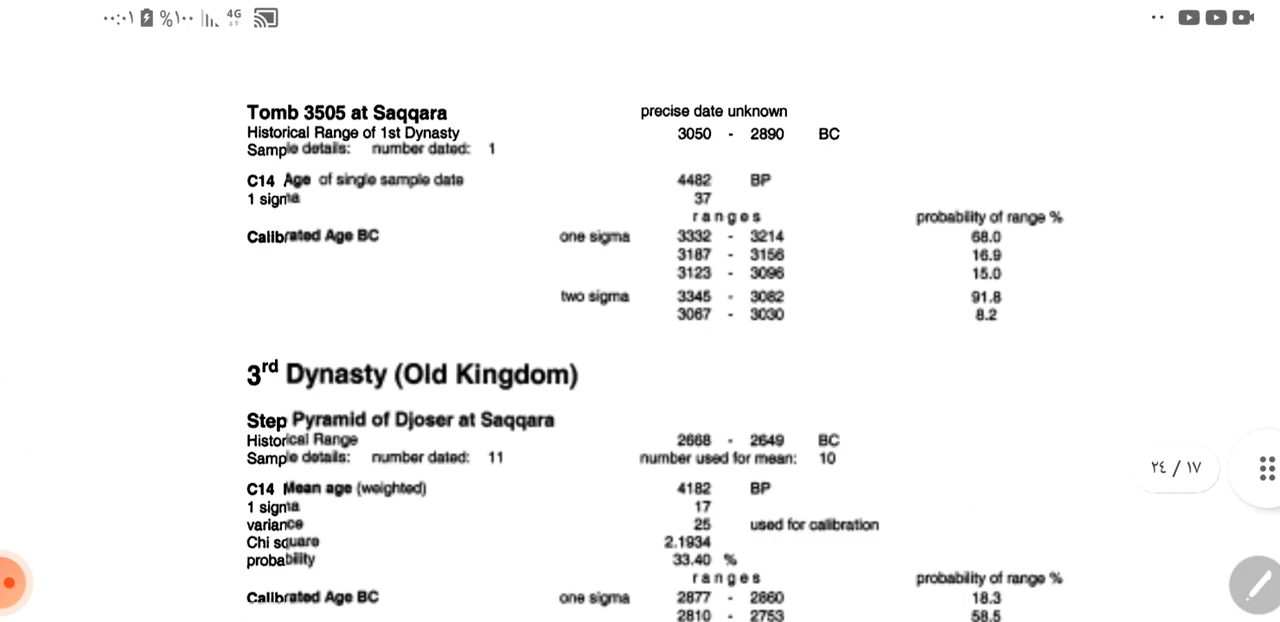 ٠٠:٠١ %١٠٠ 4G
Tomb 3505 at Saqqara precise date unknown
Historical Range of 1st Dynasty 3050 - 2890 BC
Sample details: number dated: 1
C14 Age of single sample date 4482 BP
1 sigma 37
ranges probability of range %
Calibrated Age BC one sigma 3332 - 3214 68.0
3187 - 3156 16.9
3123 - 3096 15.0
two sigma 3345 - 3082 91.8
3067 - 3030 8.2
3rd Dynasty (Old Kingdom)
Step Pyramid of Djoser at Saqqara
Historical Range 2668 - 2649 BC
Sample details: number dated: 11 number used for mean: 10
٢٤ / ١٧
C14 Mean age (weighted) 4182 BP
1 sigma 17
variance 25 used for calibration
Chi square 2.1934
probability 33.40 %
ranges probability of range %
Calibrated Age BC one sigma 2877 - 2860 18.3
2810 - 2753 58.5